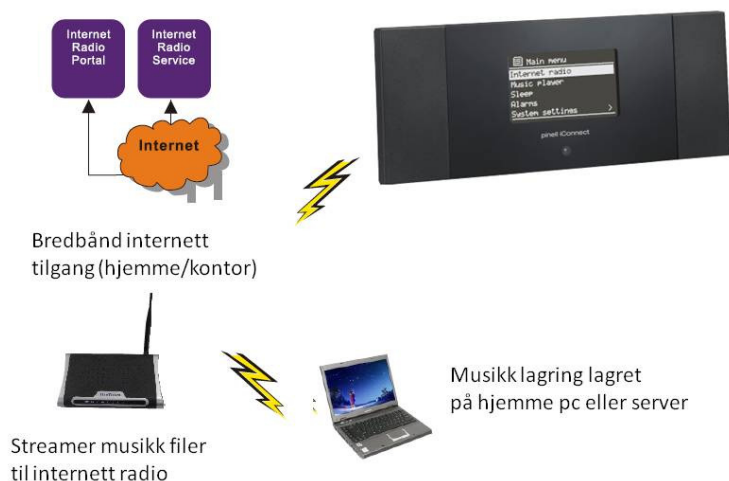 Internet
Radio
Portal
Internet
Radio
Service
Internet
Main menu
Internet radio
Music player
Sleep
Alarms
System settings >
pinell iConnect
Bredbånd internett
tilgang (hjemme/kontor)
Musikk lagring lagret
på hjemme pc eller server
Streamer musikk filer
til internett radio